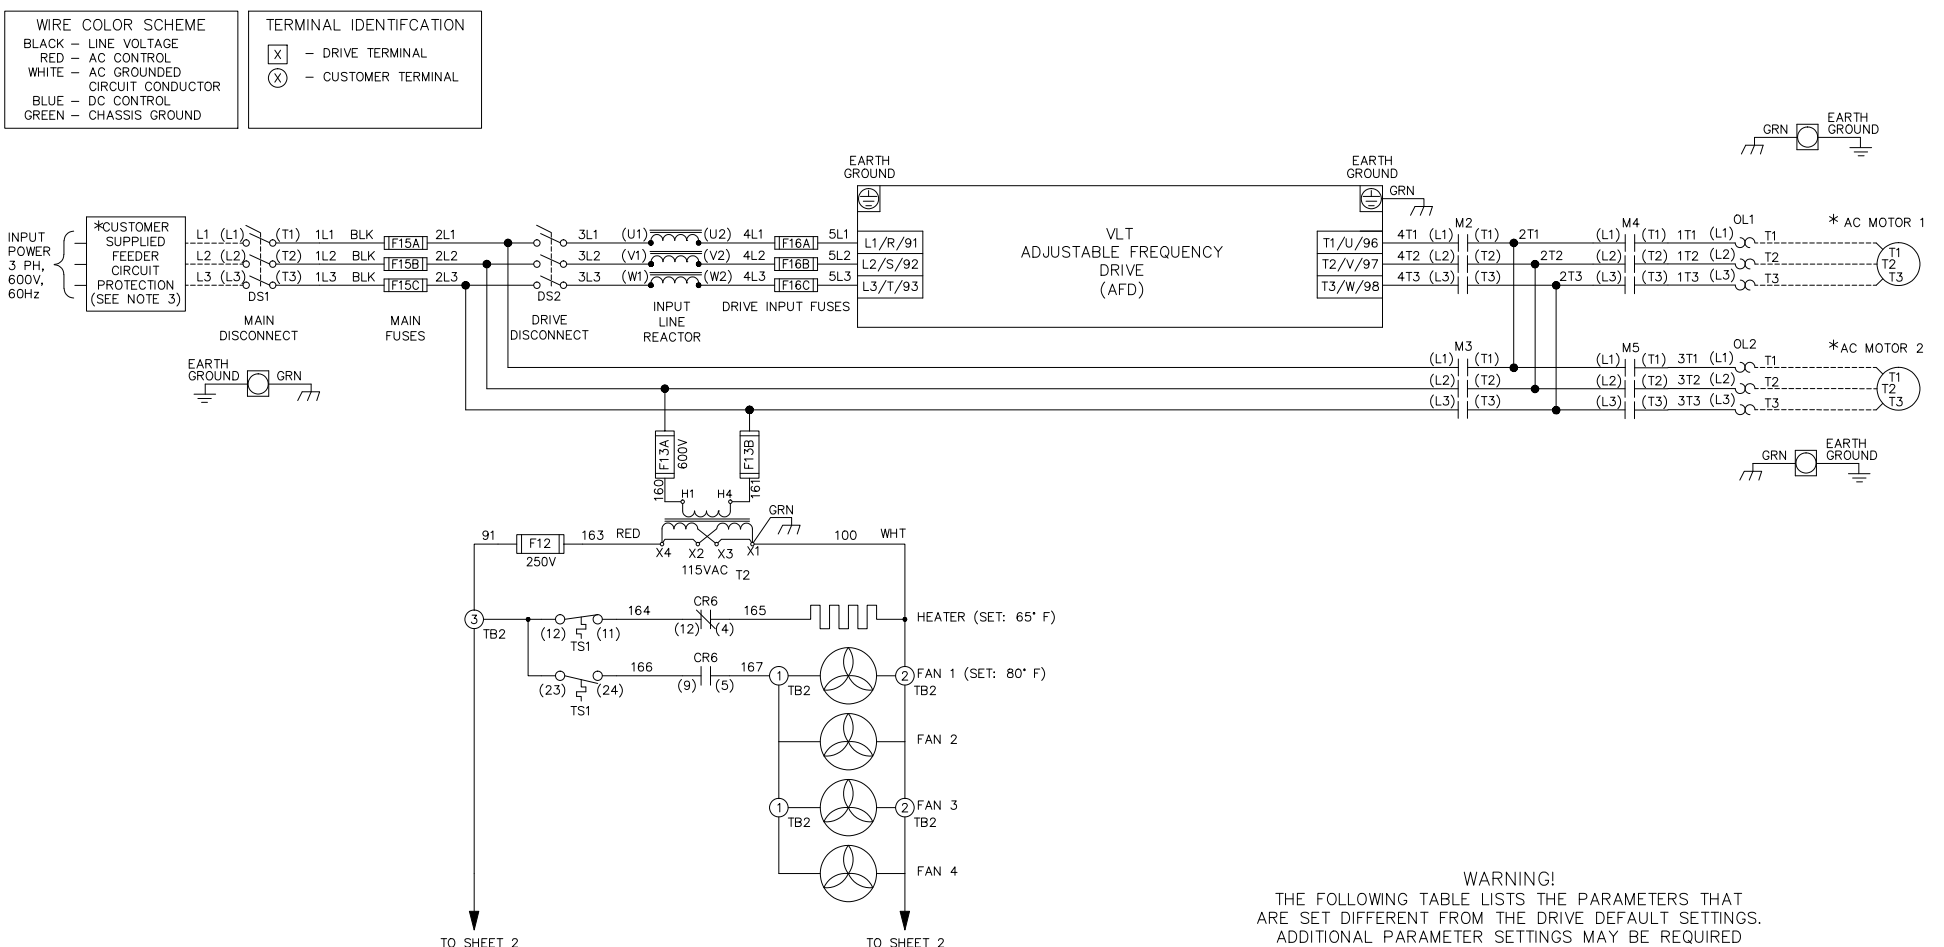 WIRE COLOR SCHEME
BLACK – LINE VOLTAGE
RED – AC CONTROL
WHITE – AC GROUNDED
CIRCUIT CONDUCTOR
BLUE – DC CONTROL
GREEN – CHASSIS GROUND
TERMINAL IDENTIFCATION
X – DRIVE TERMINAL
X – CUSTOMER TERMINAL
GRN EARTH
GROUND
INPUT
POWER
3 PH,
600V,
60Hz
*CUSTOMER
SUPPLIED
FEEDER
CIRCUIT
PROTECTION
(SEE NOTE 3)
L1 (L1) (T1) 1L1 BLK F15A 2L1
L2 (L2) (T2) 1L2 BLK F15B 2L2
L3 (L3) (T3) 1L3 BLK F15C 2L3
DS1
MAIN
DISCONNECT
MAIN
FUSES
3L1 (U1) (U2) 4L1 F16A 5L1
3L2 (V1) (V2) 4L2 F16B 5L2
3L3 (W1) (W2) 4L3 F16C 5L3
DS2
DRIVE
DISCONNECT
INPUT
LINE
REACTOR
DRIVE INPUT FUSES
EARTH
GROUND
L1/R/91
L2/S/92
L3/T/93
VLT
ADJUSTABLE FREQUENCY
DRIVE
(AFD)
EARTH
GROUND
GRN
T1/U/96
T2/V/97
T3/W/98
M2 M4 OL1
4T1 (L1) (T1) 2T1 (L1) (T1) 1T1 (L1) T1
4T2 (L2) (T2) 2T2 (L2) (T2) 1T2 (L2) T2
4T3 (L3) (T3) 2T3 (L3) (T3) 1T3 (L3) T3
* AC MOTOR 1
T1
T2
T3
EARTH
GROUND GRN
M3 M5 OL2
(L1) (T1) (L1) (T1) 3T1 (L1) T1
(L2) (T2) (L2) (T2) 3T2 (L2) T2
(L3) (T3) (L3) (T3) 3T3 (L3) T3
*AC MOTOR 2
T1
T2
T3
GRN EARTH
GROUND
F13A 600V F13B
160 H1 H4 161
GRN
91 F12 163 RED
250V
X4 X2 X3 X1
115VAC T2
100 WHT
3 TB2
(12) (11) 164 CR6 (12) (4) 165
TS1
HEATER (SET: 65° F)
(23) (24) 166 CR6 (9) (5) 167
TS1
1 TB2
2 TB2
FAN 1 (SET: 80° F)
FAN 2
1 TB2
2 TB2
FAN 3
FAN 4
TO SHEET 2
TO SHEET 2
WARNING!
THE FOLLOWING TABLE LISTS THE PARAMETERS THAT
ARE SET DIFFERENT FROM THE DRIVE DEFAULT SETTINGS.
ADDITIONAL PARAMETER SETTINGS MAY BE REQUIRED